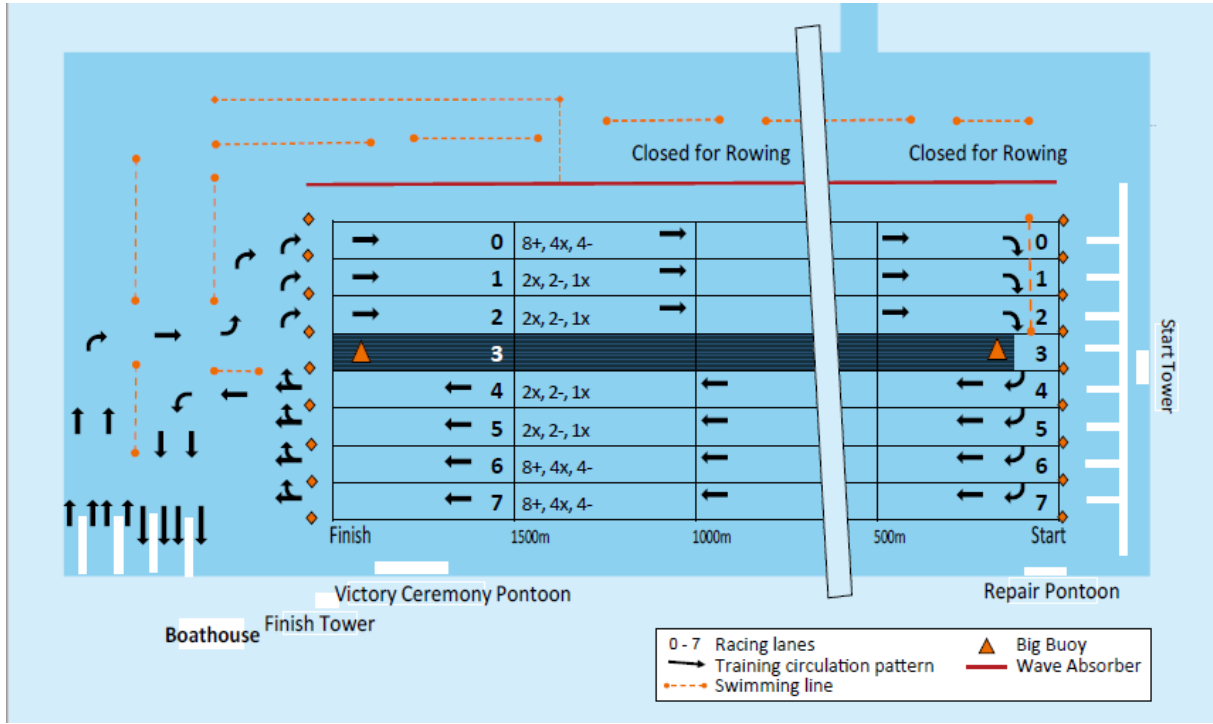 Closed for Rowing
Closed for Rowing
0
8+, 4x, 4-
0
1
2x, 2-, 1x
1
2
2x, 2-, 1x
2
3
3
4
2x, 2-, 1x
4
5
2x, 2-, 1x
5
6
8+, 4x, 4-
6
7
8+, 4x, 4-
7
Start Tower
Finish
1500m
1000m
500m
Start
Victory Ceremony Pontoon
Repair Pontoon
Finish Tower
Boathouse
0 - 7 Racing lanes
Training circulation pattern
Swimming line
Big Buoy
Wave Absorber